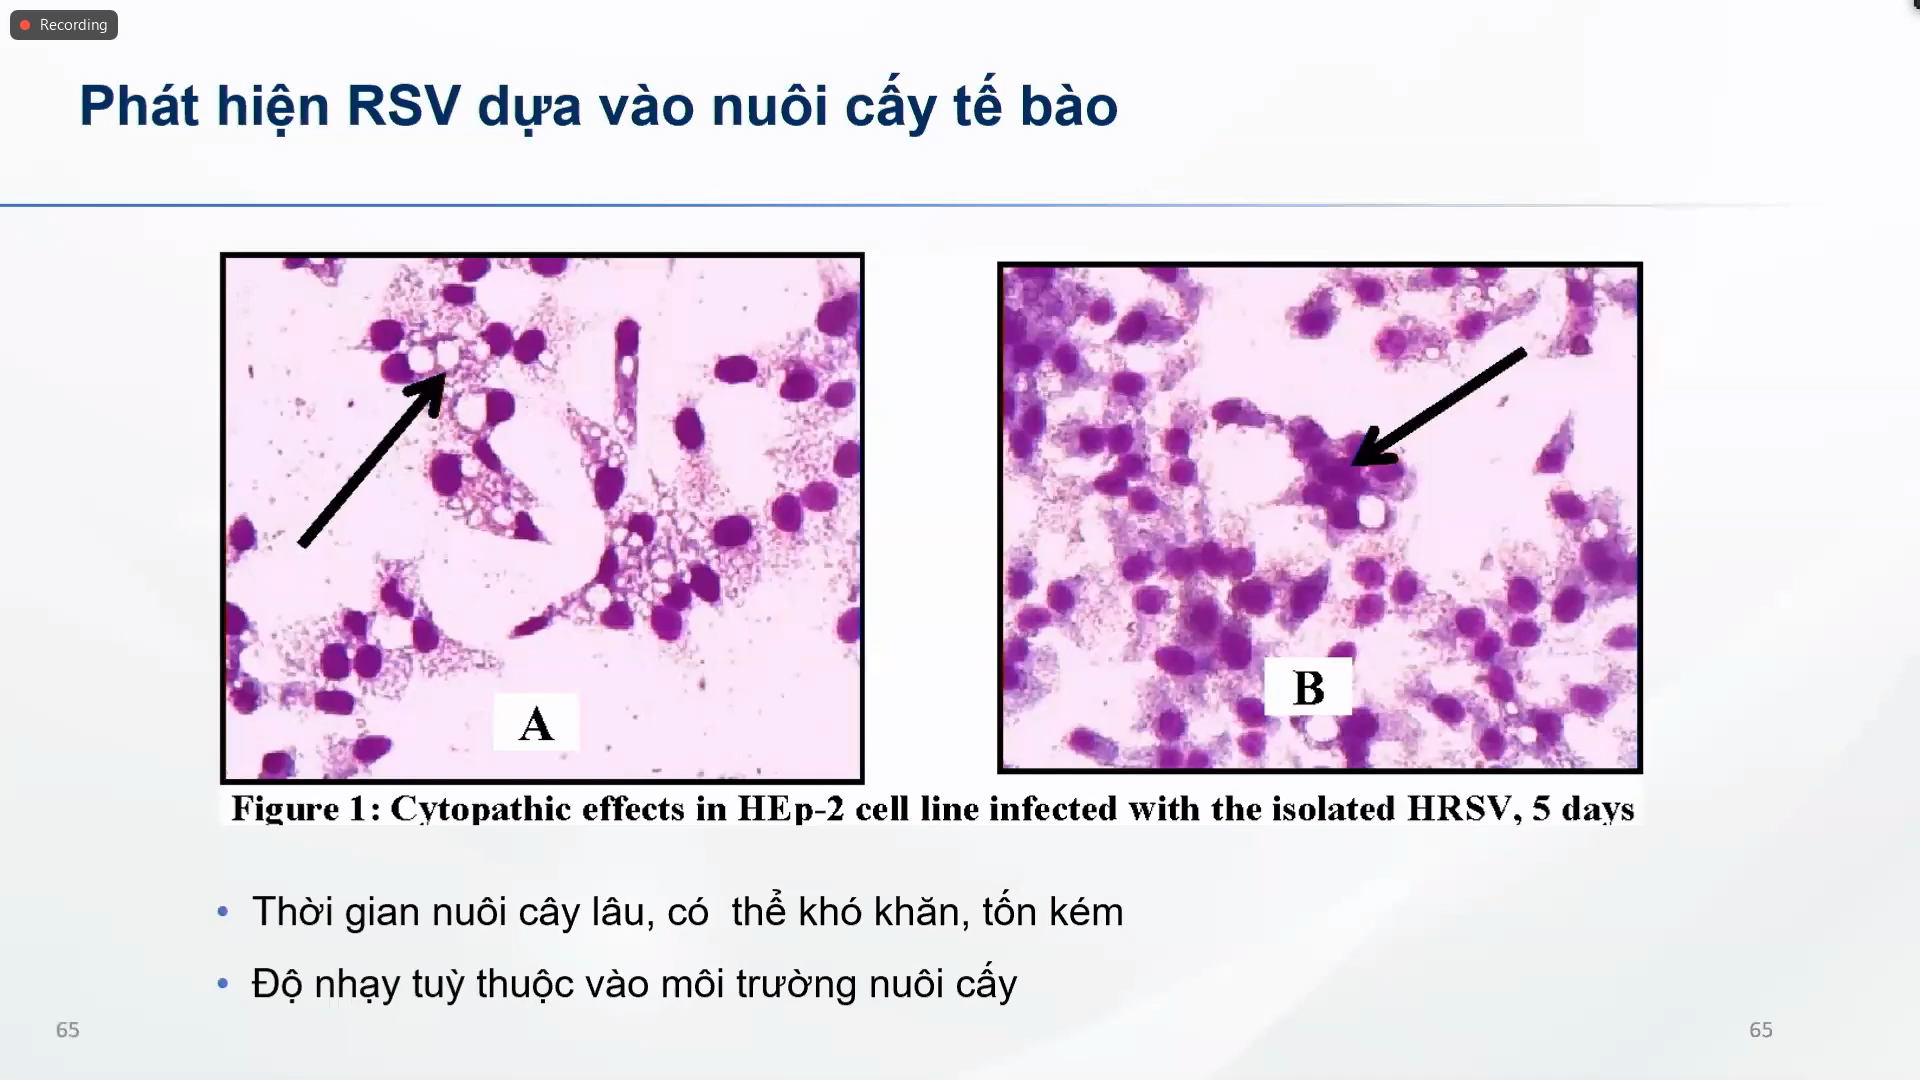 Recording
Phát hiện RSV dựa vào nuôi cấy tế bào
A
B
Figure 1: Cytopathic effects in HEp-2 cell line infected with the isolated HRSV, 5 days
• Thời gian nuôi cây lâu, có  thể khó khăn, tốn kém
• Độ nhạy tuỳ thuộc vào môi trường nuôi cấy
65
65